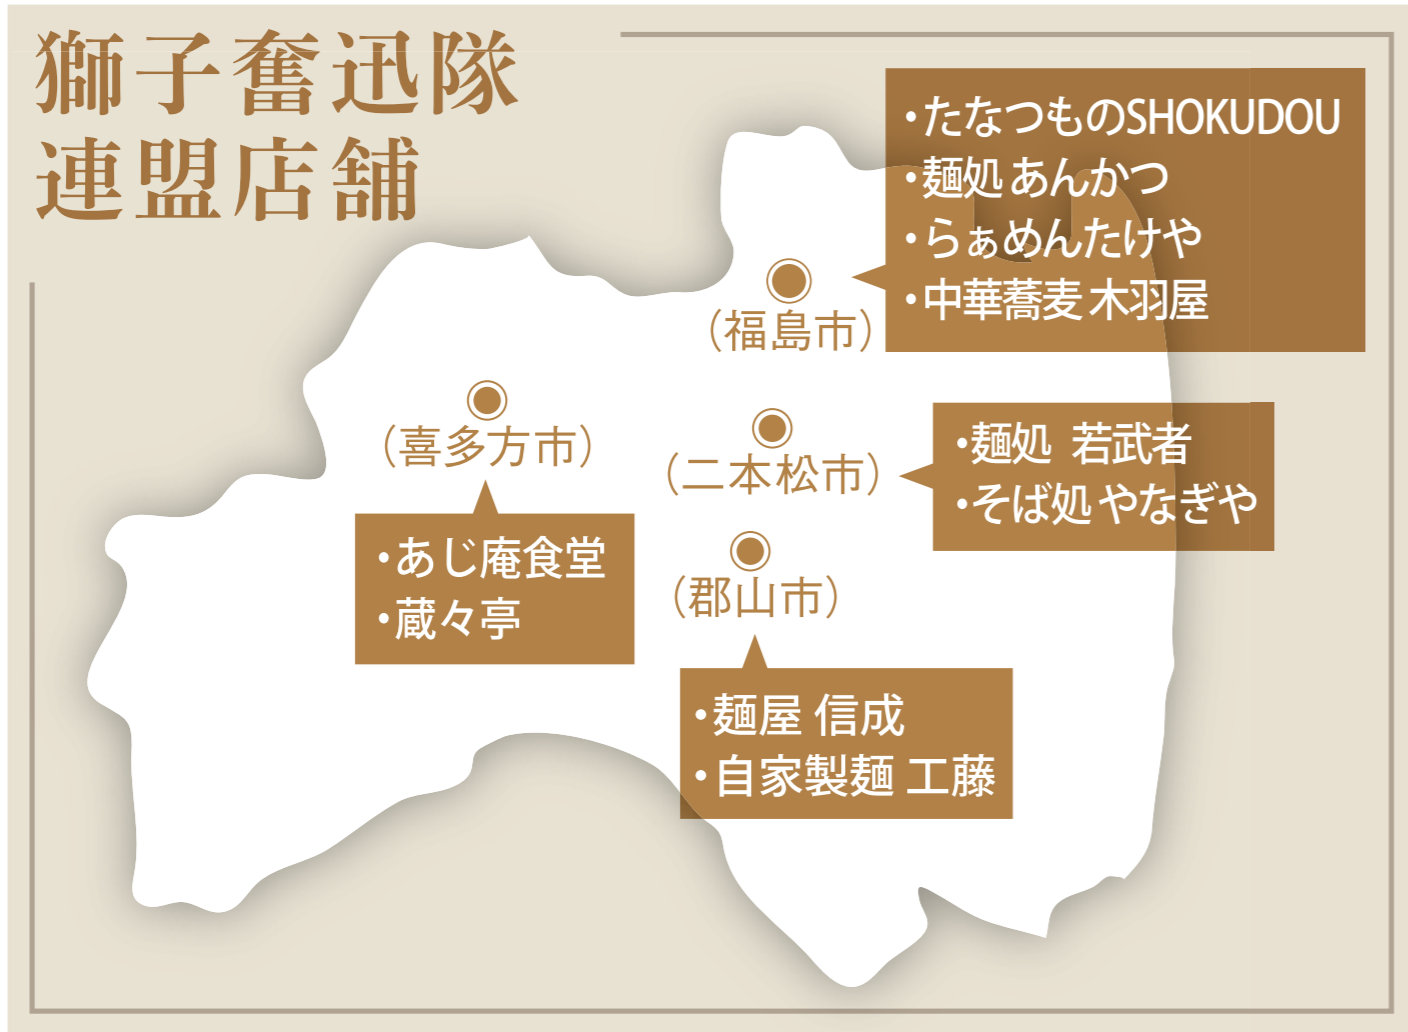 獅子奮迅隊
連盟店舗
・たなつものSHOKUDOU
・麺処 あんかつ
・らぁめんたけや
・中華蕎麦 木羽屋
（福島市）
（喜多方市）
・あじ庵食堂
・蔵々亭
（二本松市）
・麺処 若武者
・そば処 やなぎや
（郡山市）
・麺屋 信成
・自家製麺 工藤